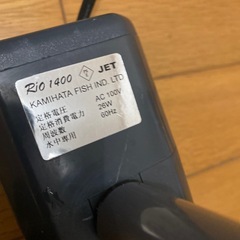 Rio 1400 T JET
KAMIHATA FISH IND. LTD
定格電圧 AC 100V
定格消費電力 26W
周波数 60Hz
水中専用